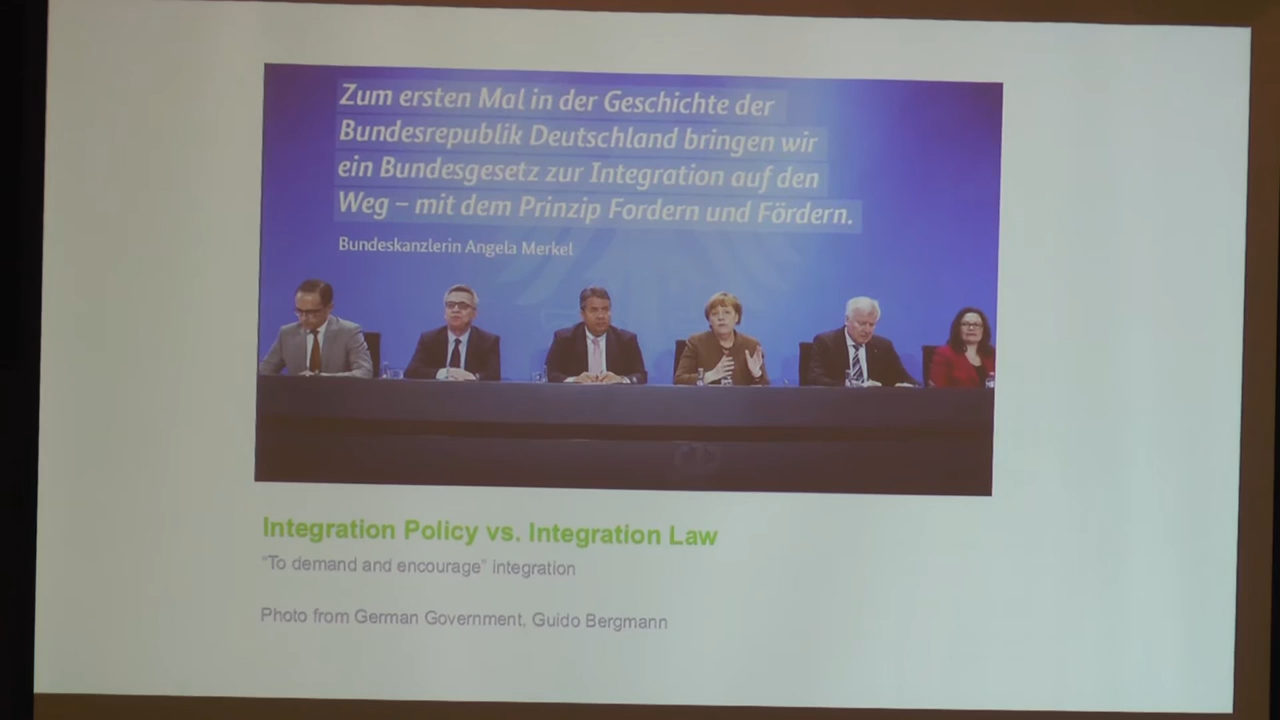 Zum ersten Mal in der Geschichte der
Bundesrepublik Deutschland bringen wir
ein Bundesgesetz zur Integration auf den
Weg – mit dem Prinzip Fordern und Fördern.
Bundeskanzlerin Angela Merkel
Integration Policy vs. Integration Law
"To demand and encourage" integration
Photo from German Government, Guido Bergmann